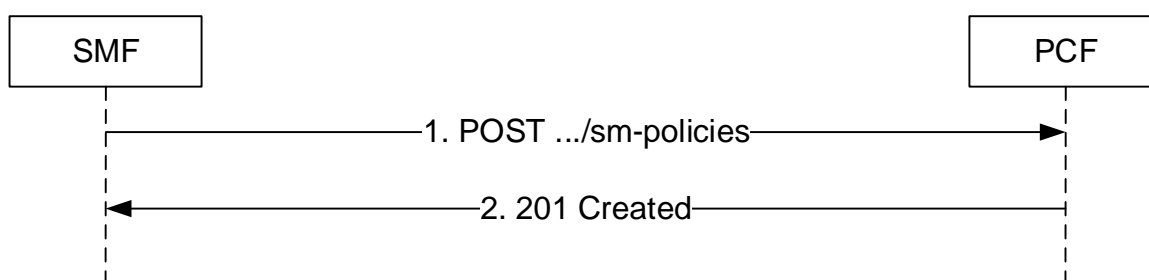 SMF
PCF
1. POST .../sm-policies
2. 201 Created